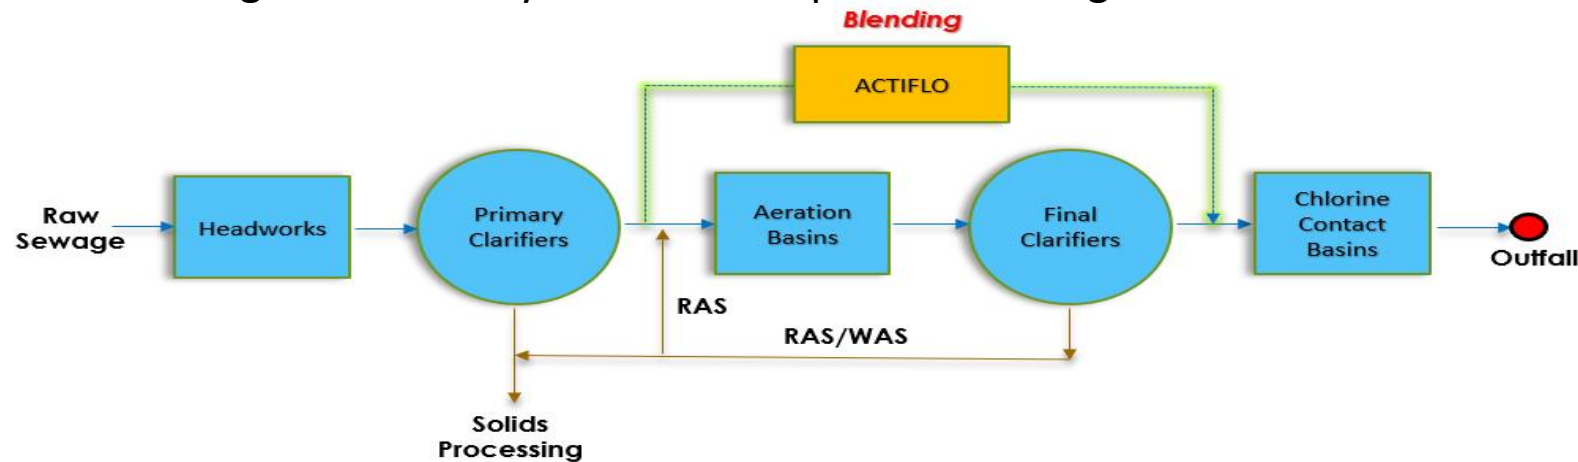 Blending
ACTIFLO
Raw
Sewage
Headworks
Primary
Clarifiers
Aeration
Basins
Final
Clarifiers
Chlorine
Contact
Basins
Outfall
RAS
RAS/WAS
Solids
Processing